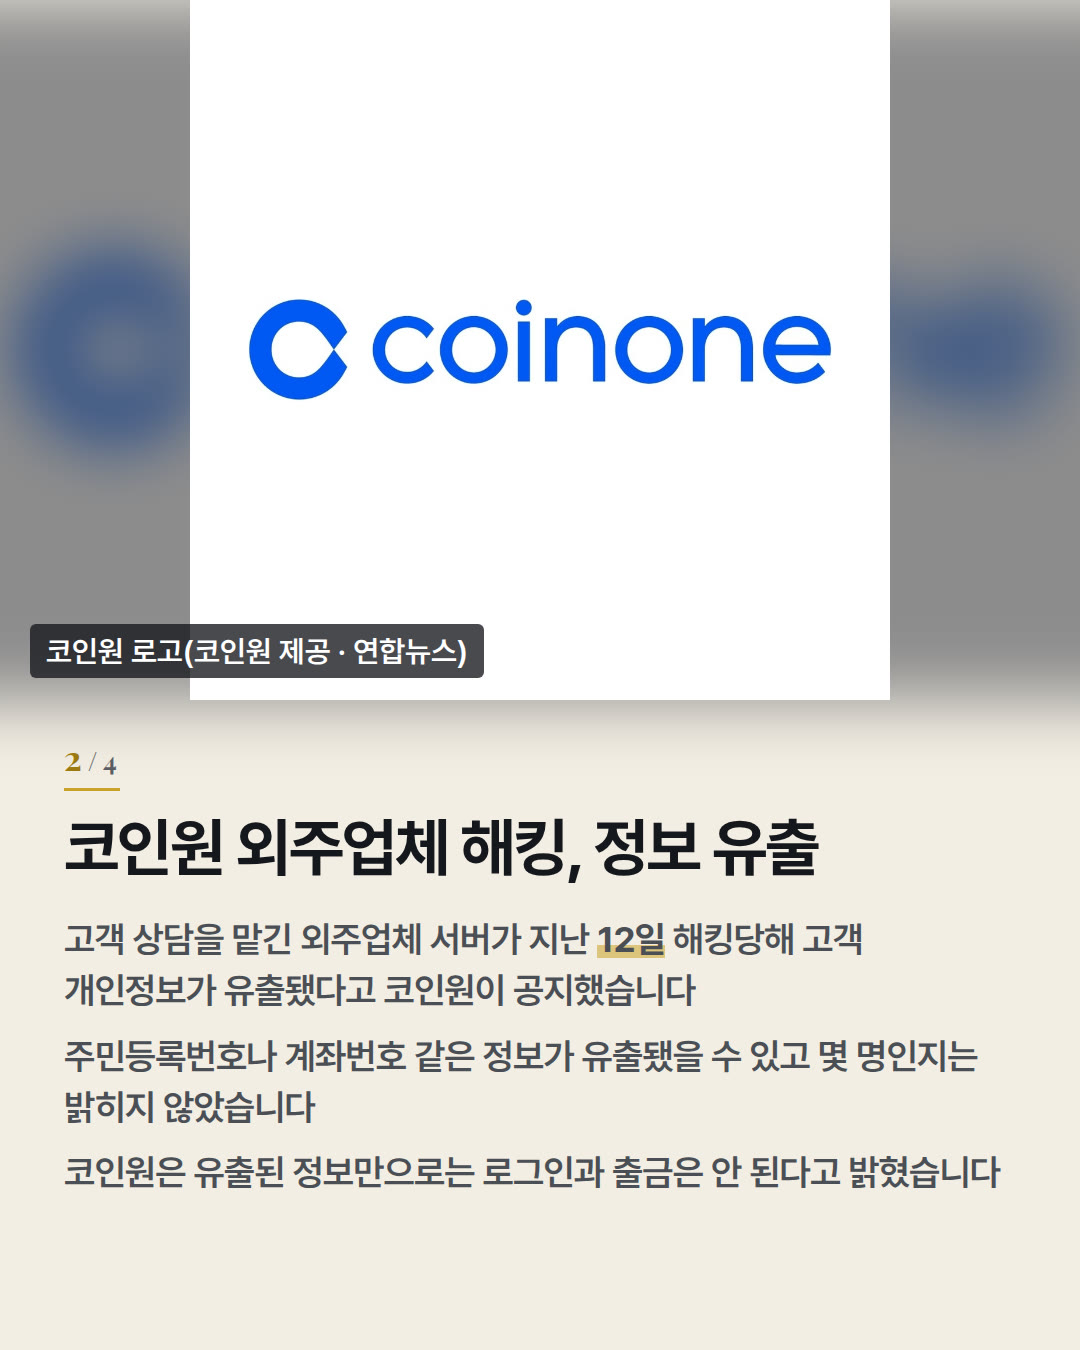 coinone
코인원 로고(코인원 제공 · 연합뉴스)
2 / 4
코인원 외주업체 해킹, 정보 유출
고객 상담을 맡긴 외주업체 서버가 지난 12일 해킹당해 고객
개인정보가 유출됐다고 코인원이 공지했습니다
주민등록번호나 계좌번호 같은 정보가 유출됐을 수 있고 몇 명인지는
밝히지 않았습니다
코인원은 유출된 정보만으로는 로그인과 출금은 안 된다고 밝혔습니다